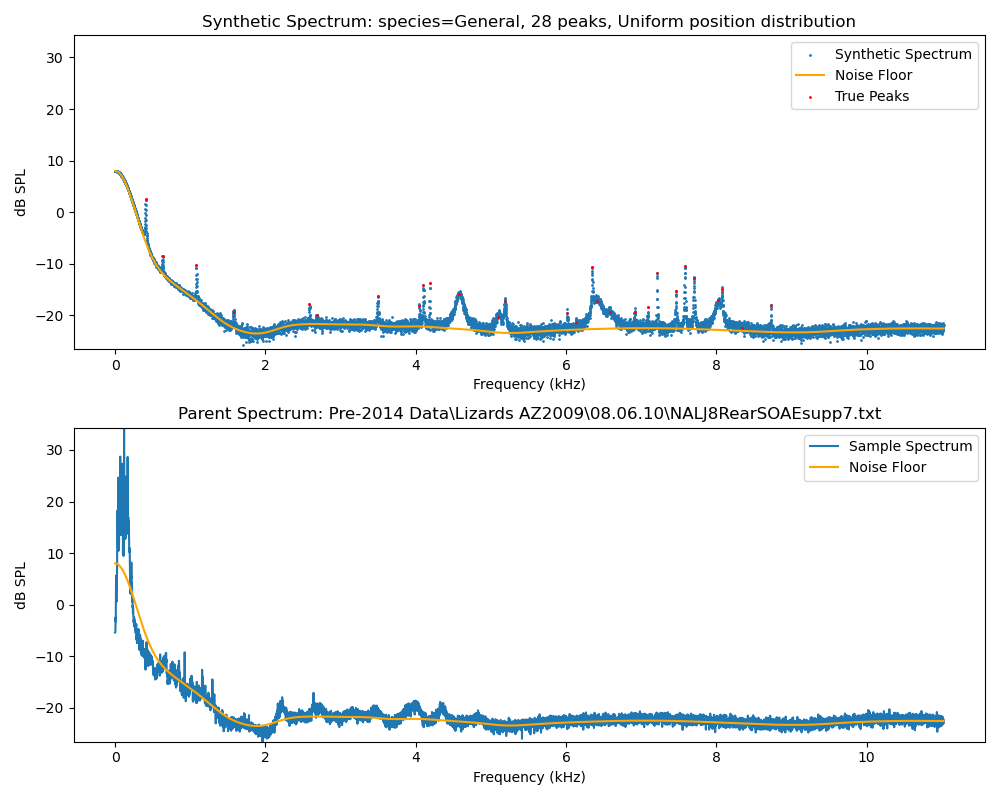 Synthetic Spectrum: species=General, 28 peaks, Uniform position distribution
30
20
10
0
−10
−20
dB SPL
Synthetic Spectrum
Noise Floor
True Peaks
0 2 4 6 8 10
Frequency (kHz)
Parent Spectrum: Pre-2014 Data\Lizards AZ2009\08.06.10\NALJ8RearSOAEsupp7.txt
30
20
10
0
−10
−20
dB SPL
Sample Spectrum
Noise Floor
0 2 4 6 8 10
Frequency (kHz)